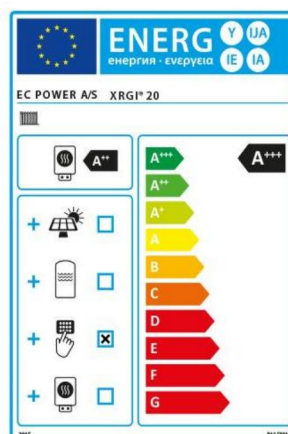 ENERG Y IJA
енергия · ενεργεια IE IA
EC POWER A/S XRGI® 20
A++
A+++
A++
A+
A
B
C
D
E
F
G
A+++
+
+
+ X
+